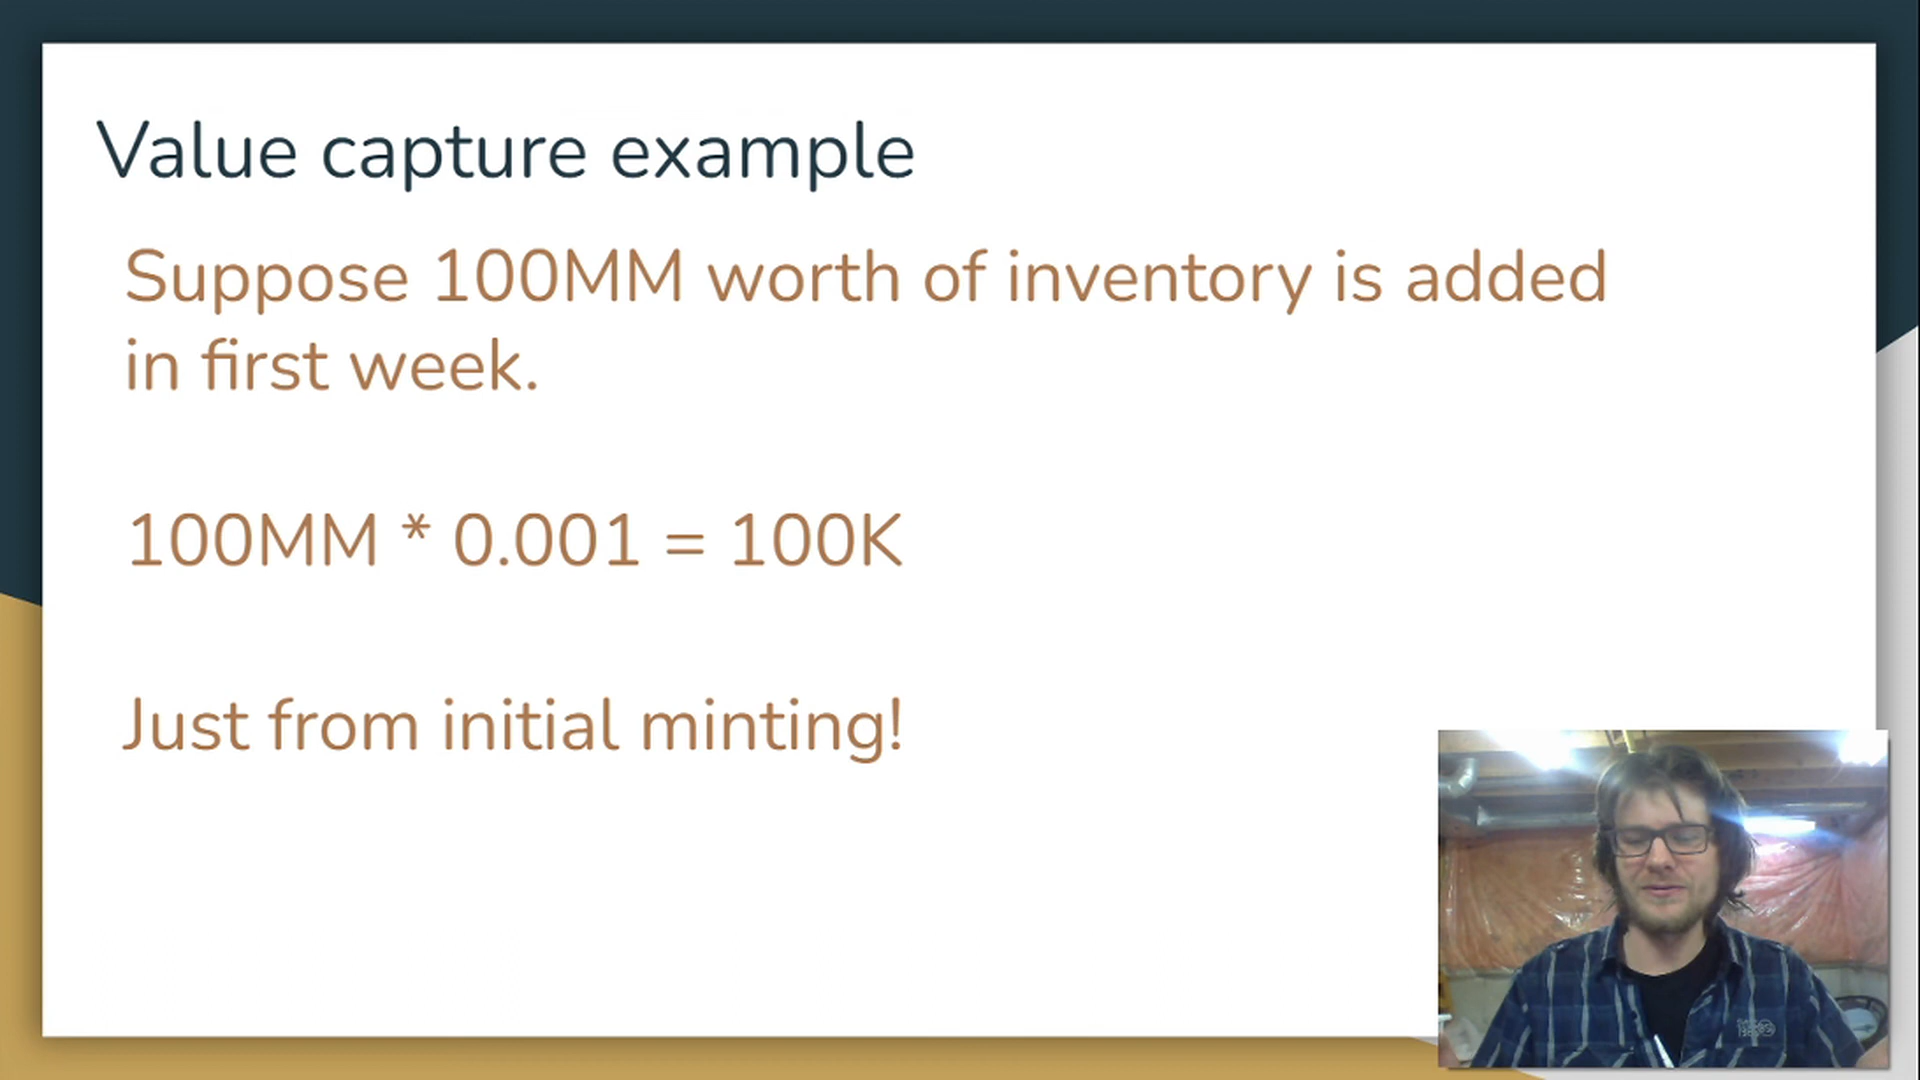 Value capture example
Suppose 100MM worth of inventory is added
in first week.
100MM * 0.001 = 100K
Just from initial minting!